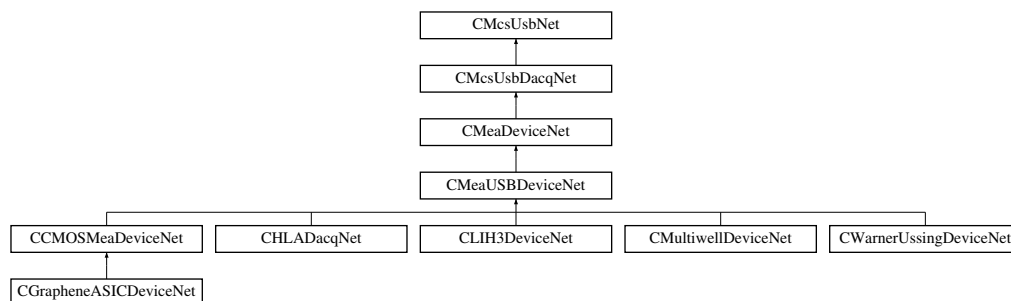 CMcsUsbNet
CMcsUsbDacqNet
CMeaDeviceNet
CMeaUSBDeviceNet
CCMOSMeaDeviceNet CHLADacqNet CLIH3DeviceNet CMultiwellDeviceNet CWarnerUssingDeviceNet
CGrapheneASICDeviceNet